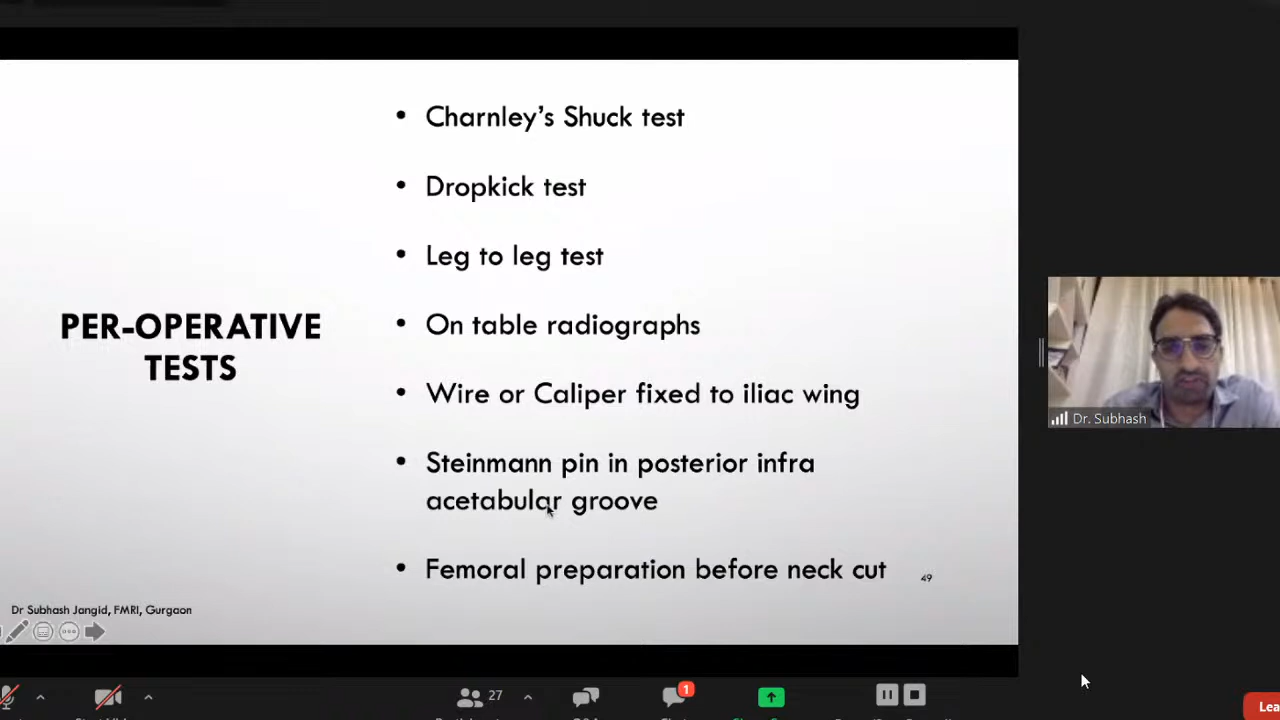 • Charnley's Shuck test
• Dropkick test
• Leg to leg test
• On table radiographs
PER-OPERATIVE
TESTS
• Wire or Caliper fixed to iliac wing
• Steinmann pin in posterior infra
acetabular groove
• Femoral preparation before neck cut
49
Dr Subhash Jangid, FMRI, Gurgaon
Dr. Subhash
27
1